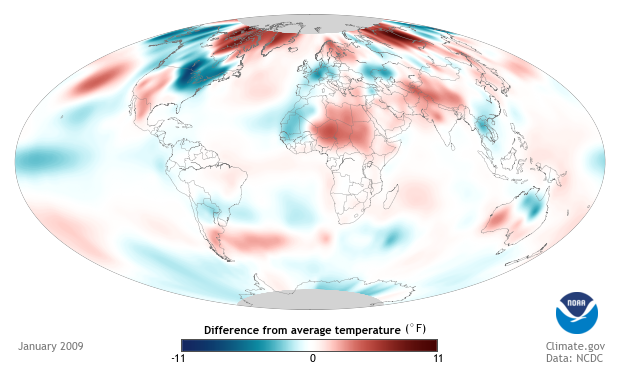 NOAA
Difference from average temperature (°F)
January 2009
-11 0 11
Climate.gov
Data: NCDC